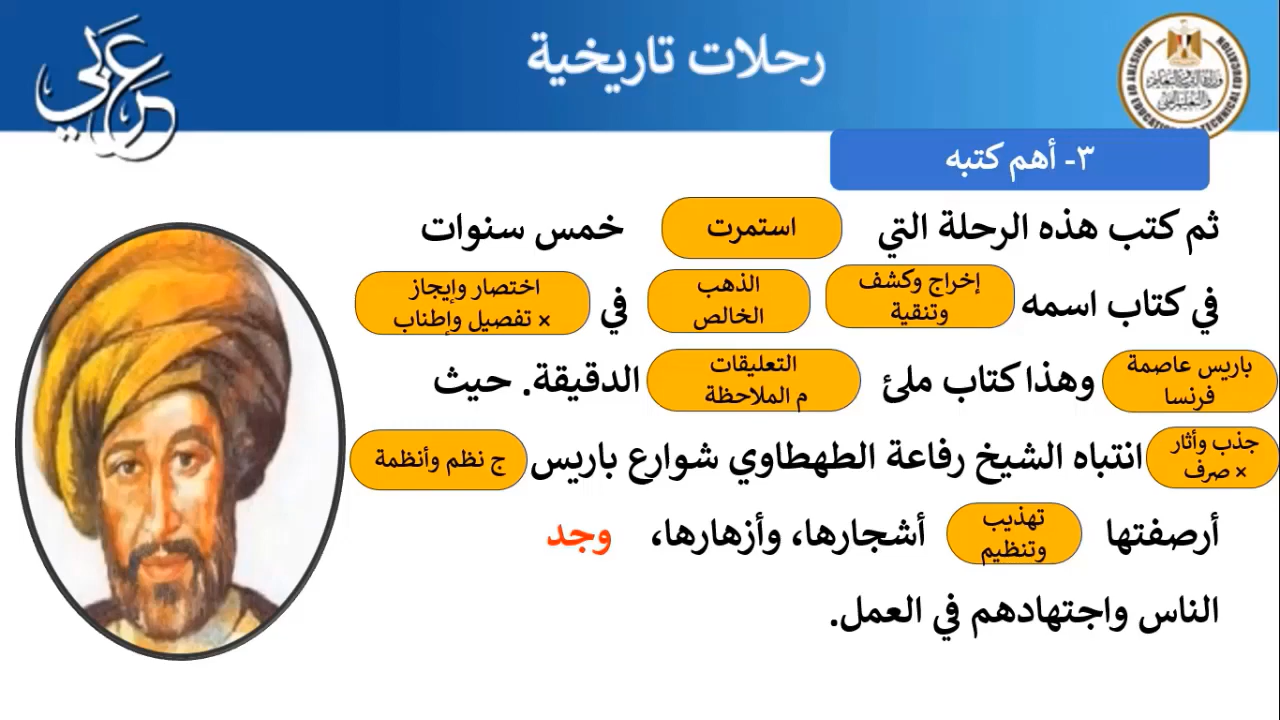 رحلات تاريخية
عربي
٣- أهم كتبه
ثم كتب هذه الرحلة التي استمرت خمس سنوات
في كتاب اسمه إخراج وكشف وتنقية الذهب الخالص في اختصار وإيجاز × تفصيل وإطناب
باريس عاصمة فرنسا وهذا كتاب ملئ التعليقات م الملاحظة الدقيقة. حيث
جذب وأثار × صرف انتباه الشيخ رفاعة الطهطاوي شوارع باريس ج نظم وأنظمة
أرصفتها تهذيب وتنظيم أشجارها، وأزهارها، وجد
الناس واجتهادهم في العمل.